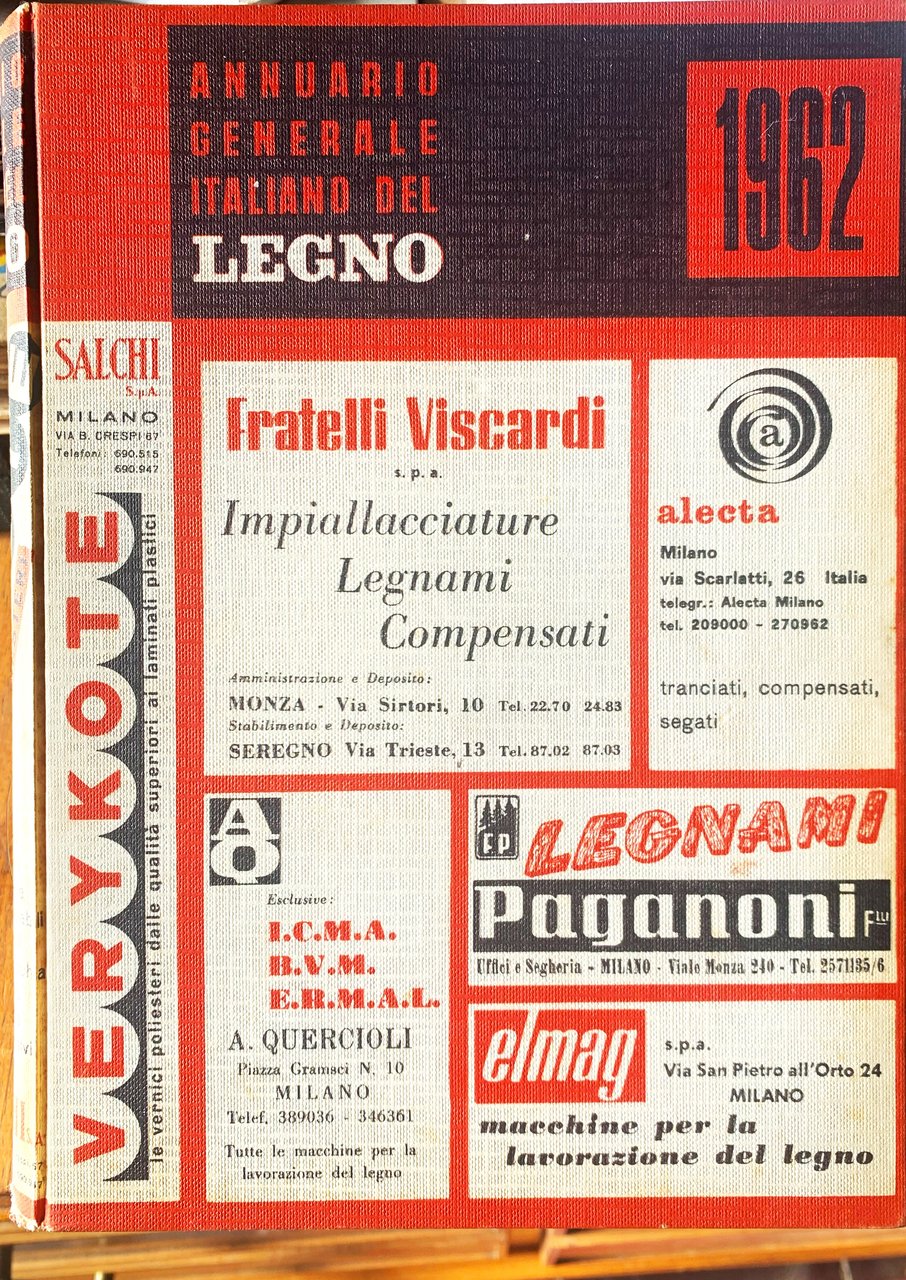 ANNUARIO
GENERALE
ITALIANO DEL
LEGNO
1962
SALCHI
S.p.A.
MILANO
VIA B. CRESPI 67
Telefoni: 690.515
690.947
VERYKOTE
le vernici poliesteri dalle qualità superiori ai laminati plastici
Fratelli Viscardi
s. p. a.
Impiallacciature
Legnami
Compensati
Amministrazione e Deposito:
MONZA - Via Sirtori, 10 Tel. 22.70 24.83
Stabilimento e Deposito:
SEREGNO Via Trieste, 13 Tel. 87.02 87.03
a
alecta
Milano
via Scarlatti, 26 Italia
telegr.: Alecta Milano
tel. 209000 - 270962
tranciati, compensati,
segati
AQ
Esclusive:
I.C.M.A.
B.V.M.
E.R.M.A.L.
A. QUERCIOLI
Piazza Gramsci N. 10
MILANO
Telef. 389036 - 346361
Tutte le macchine per la
lavorazione del legno
FP
LEGNAMI
Paganoni F.LLI
Uffici e Segheria - MILANO - Viale Monza 240 - Tel. 2571135/6
elmag
s.p.a.
Via San Pietro all'Orto 24
MILANO
macchine per la
lavorazione del legno